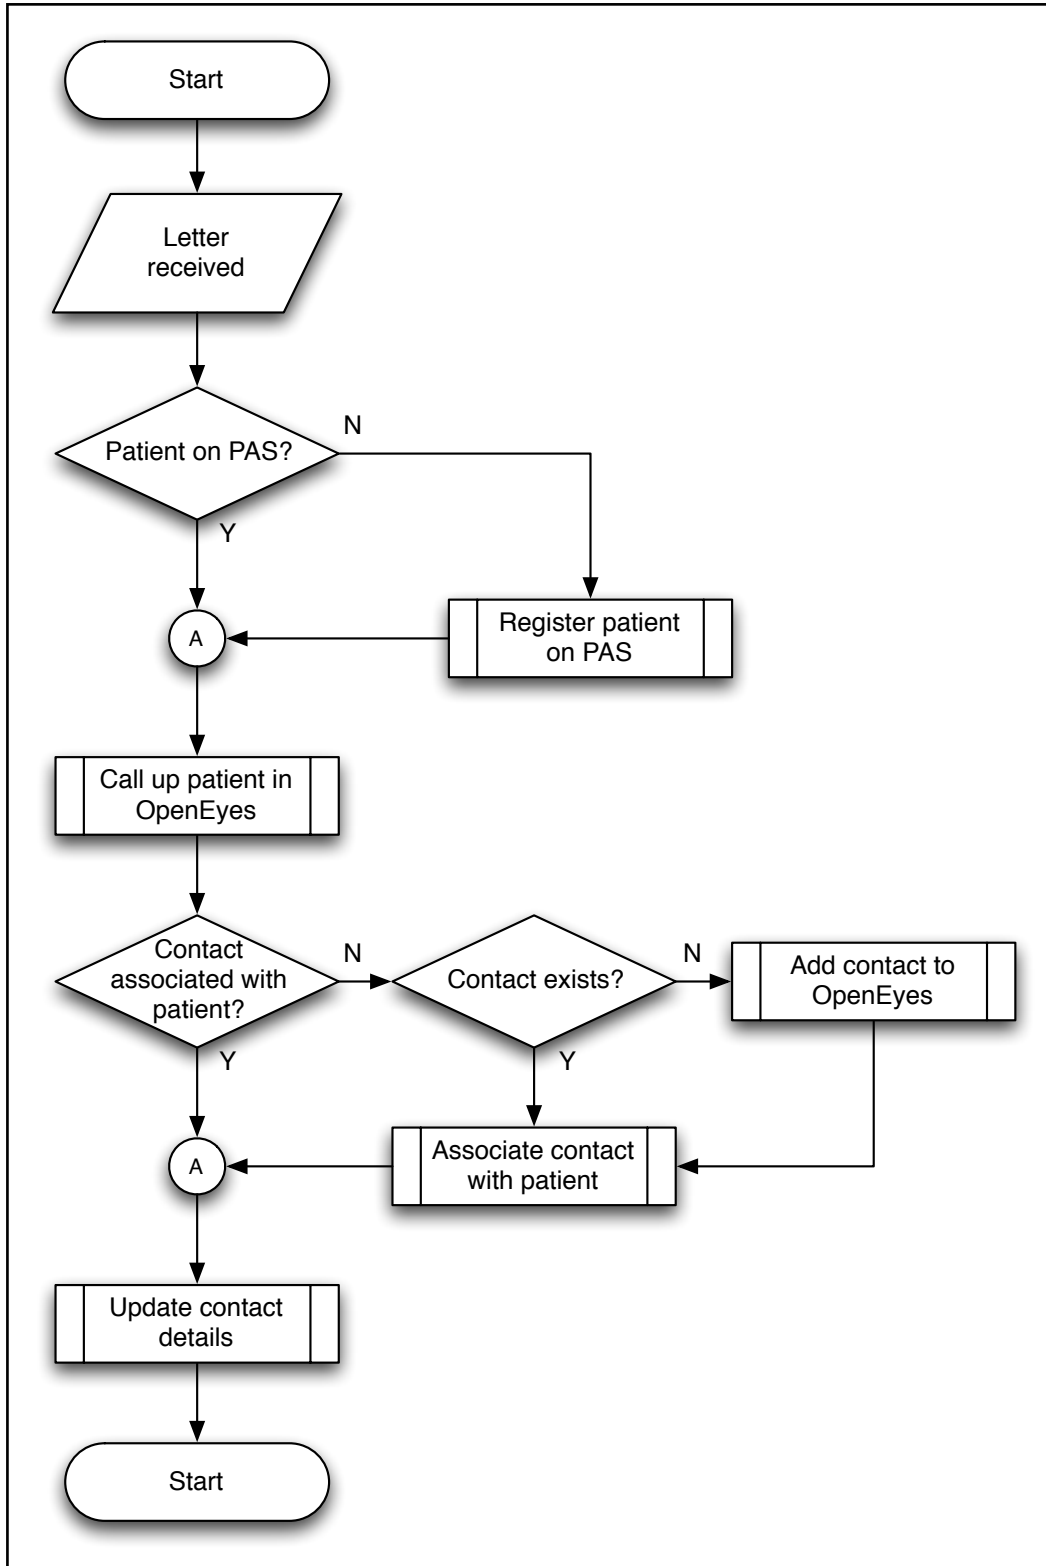 Start
Letter
received
Patient on PAS?
N
Y
A
Register patient
on PAS
Call up patient in
OpenEyes
Contact
associated with
patient?
N
Contact exists?
N
Add contact to
OpenEyes
Y
Y
A
Associate contact
with patient
Update contact
details
Start